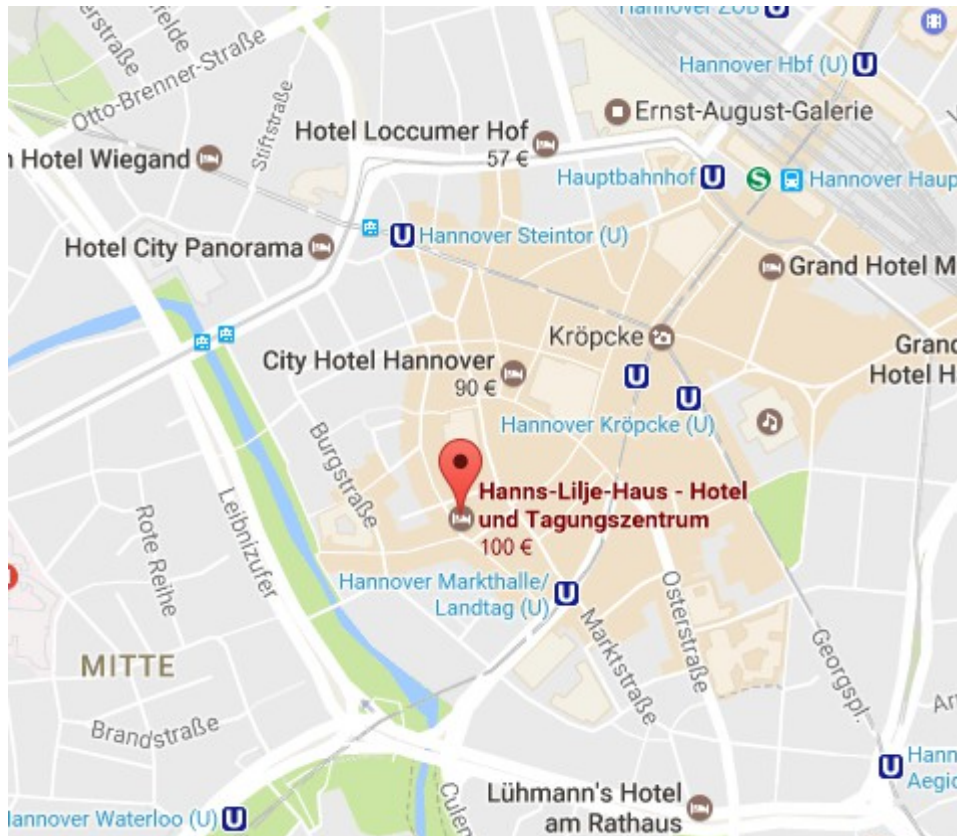 Hannover ZOB
Hannover Hbf (U)
Otto-Brenner-Straße
Stiftstraße
Ernst-August-Galerie
Hotel Loccumer Hof
57 €
Hotel Wiegand
Hauptbahnhof
S
Hannover Haup
Hannover Steintor (U)
Hotel City Panorama
Grand Hotel M
Kröpcke
Grand
Hotel H
City Hotel Hannover
90 €
Hannover Kröpcke (U)
Burgstraße
Hanns-Lilje-Haus - Hotel
und Tagungszentrum
100 €
Leibnizufer
Rote Reihe
Hannover Markthalle/
Landtag (U)
Osterstraße
Marktstraße
Georgspl.
MITTE
Brandstraße
Hann
Aegid
Lühmann's Hotel
am Rathaus
Hannover Waterloo (U)
Culem